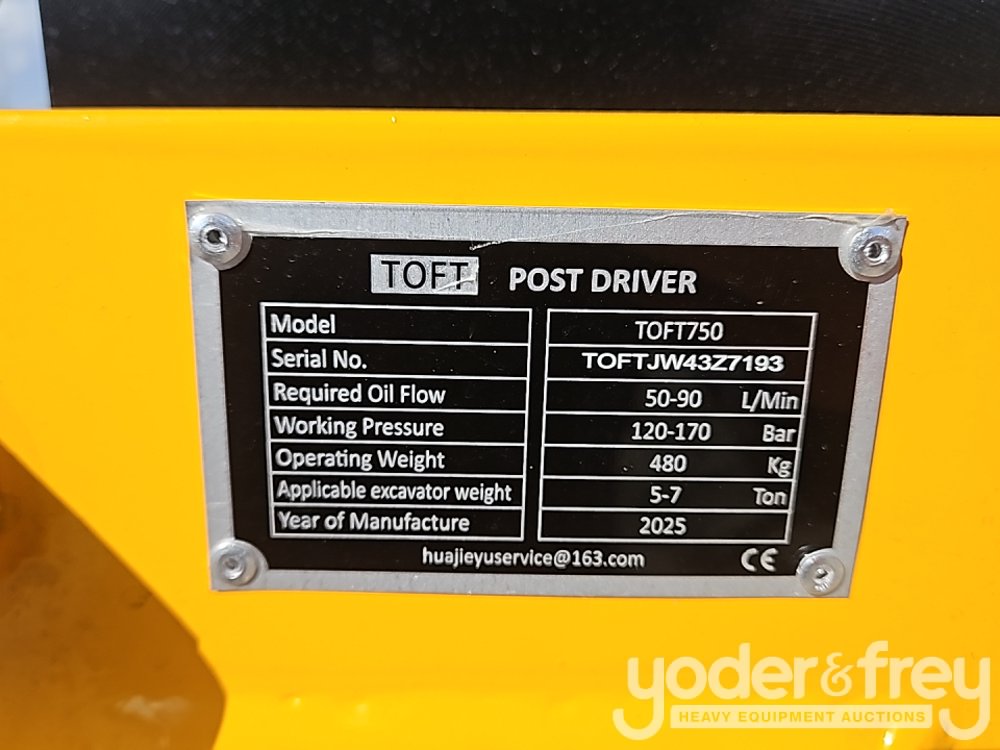 TOFT POST DRIVER
Model TOFT750
Serial No. TOFTJW43Z7193
Required Oil Flow 50-90 L/Min
Working Pressure 120-170 Bar
Operating Weight 480 Kg
Applicable excavator weight 5-7 Ton
Year of Manufacture 2025
huajieyuservice@163.com CE
yoder&frey
HEAVY EQUIPMENT AUCTIONS